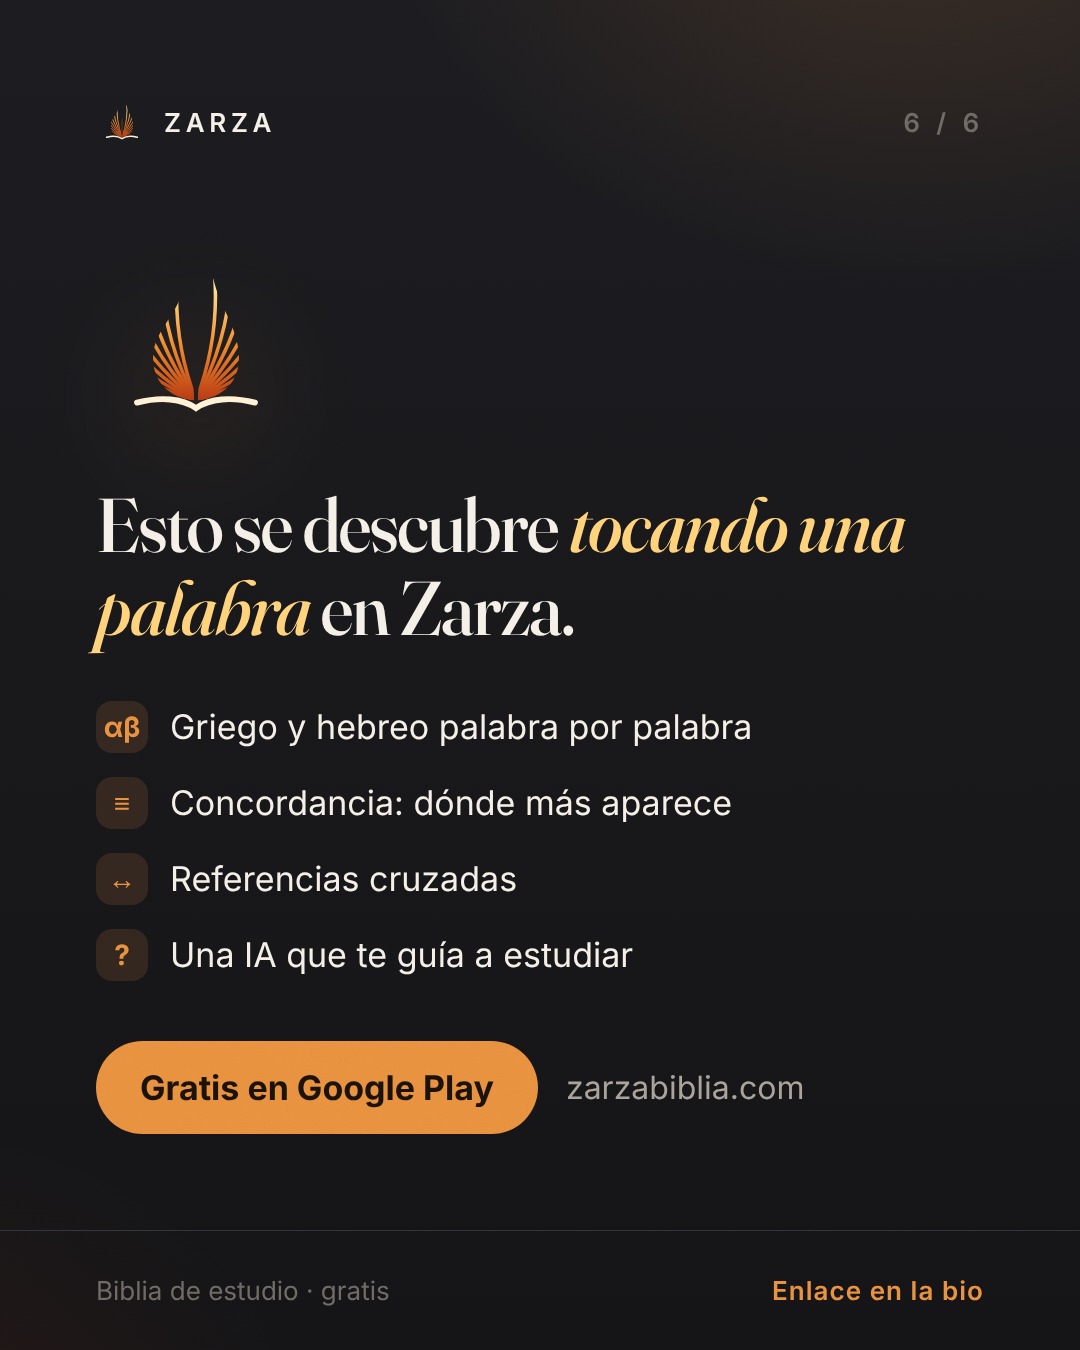 ZARZA
6 / 6
Esto se descubre tocando una
palabra en Zarza.
αβ Griego y hebreo palabra por palabra
≡ Concordancia: dónde más aparece
↔ Referencias cruzadas
? Una IA que te guía a estudiar
Gratis en Google Play
zarzabiblia.com
Biblia de estudio · gratis
Enlace en la bio